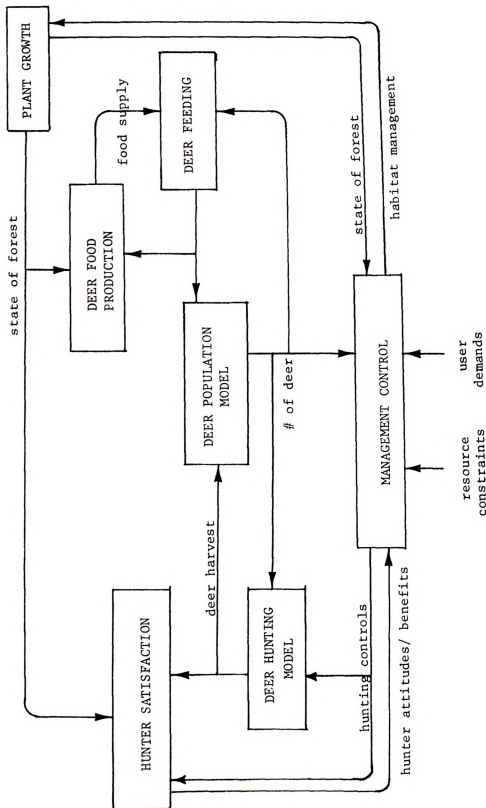 PLANT GROWTH
state of forest
food supply
DEER FOOD
PRODUCTION
DEER FEEDING
state of forest
habitat management
DEER POPULATION
MODEL
# of deer
deer harvest
HUNTER SATISFACTION
DEER HUNTING
MODEL
hunting controls
hunter attitudes/ benefits
MANAGEMENT CONTROL
resource
constraints
user
demands